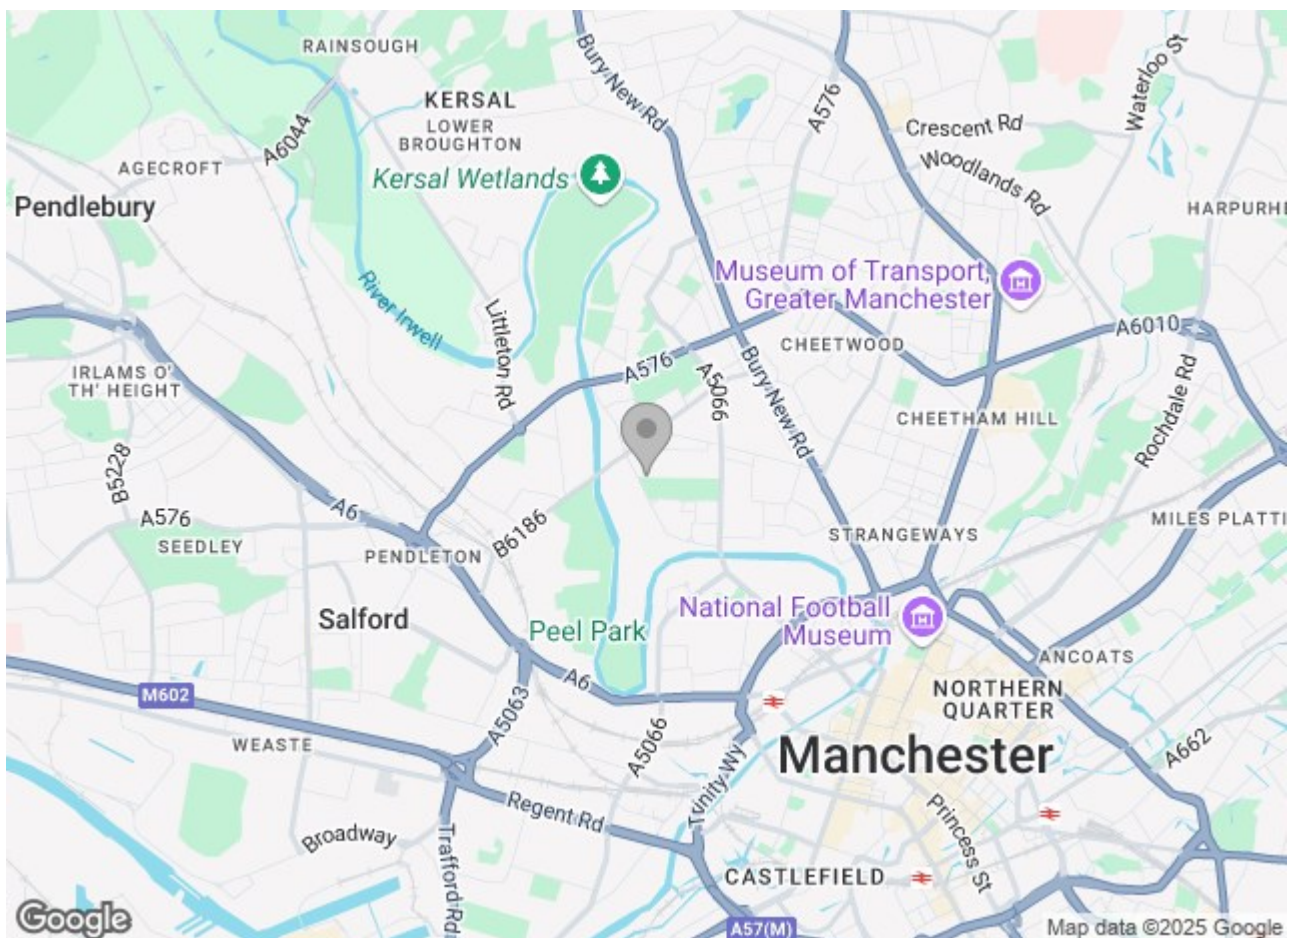 RAINSOUGH
Bury New Rd
KERSAL
LOWER
BROUGHTON
A576
Waterloo St
Crescent Rd
A6044
AGECROFT
Kersal Wetlands
Woodlands Rd
Pendlebury
HARPURHE
Museum of Transport,
Greater Manchester
River Irwell
Littleton Rd
A6010
CHEETWOOD
IRLAMS O'
TH' HEIGHT
A576
A5066
Bury New Rd
Rochdale Rd
CHEETHAM HILL
B5228
A6
A576
SEEDLEY
PENDLETON
B6186
STRANGEWAYS
MILES PLATTI
Salford
Peel Park
National Football
Museum
ANCOATS
A6
NORTHERN
QUARTER
M602
A5063
WEASTE
A5066
Trinity Wy
Manchester
A662
Regent Rd
Princess St
Broadway
Trafford Rd
CASTLEFIELD
A57(M)
Google
Map data ©2025 Google